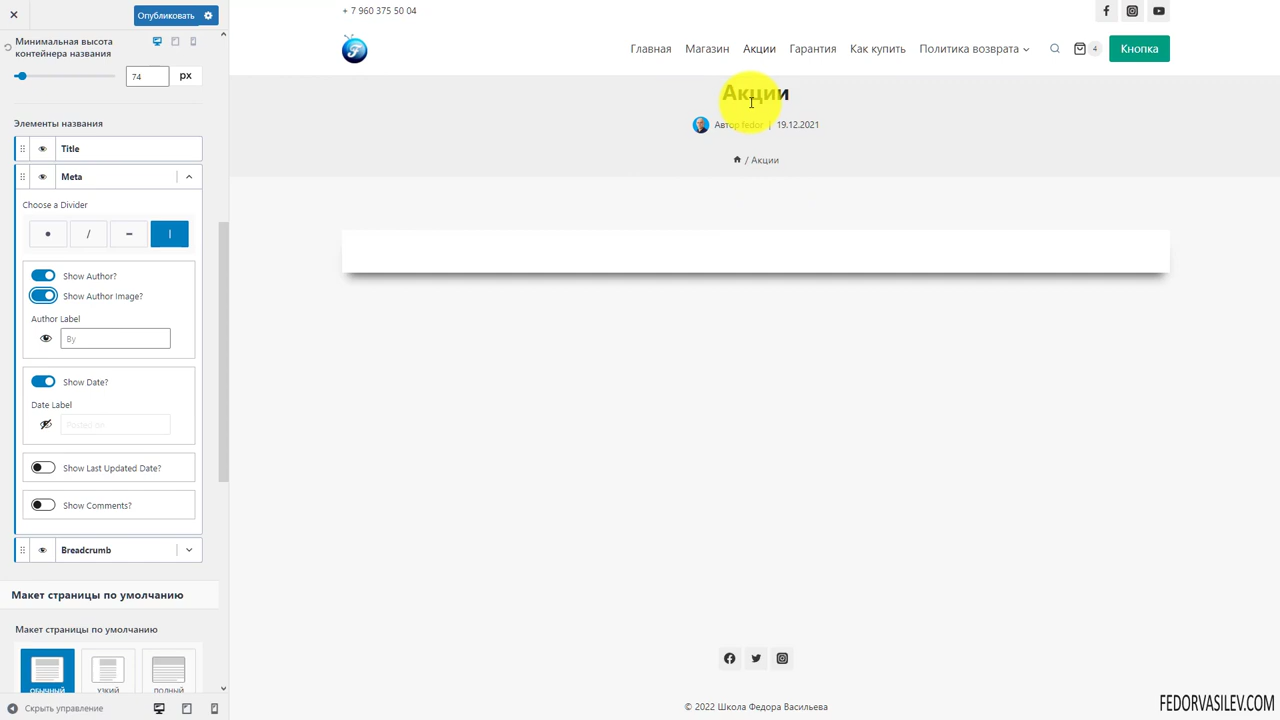 Опубликовать
Минимальная высота
контейнера названия
74
px
Элементы названия
Title
Meta
Choose a Divider
Show Author?
Show Author Image?
Author Label
By
Show Date?
Date Label
Posted on
Show Last Updated Date?
Show Comments?
Breadcrumb
Макет страницы по умолчанию
Макет страницы по умолчанию
ОБЫЧНЫЙ
УЗКИЙ
ПОЛНЫЙ
Скрыть управление
+ 7 960 375 50 04
Главная
Магазин
Акции
Гарантия
Как купить
Политика возврата
4
Кнопка
Акции
Автор fedor | 19.12.2021
/ Акции
© 2022 Школа Федора Васильева
FEDORVASILEV.COM